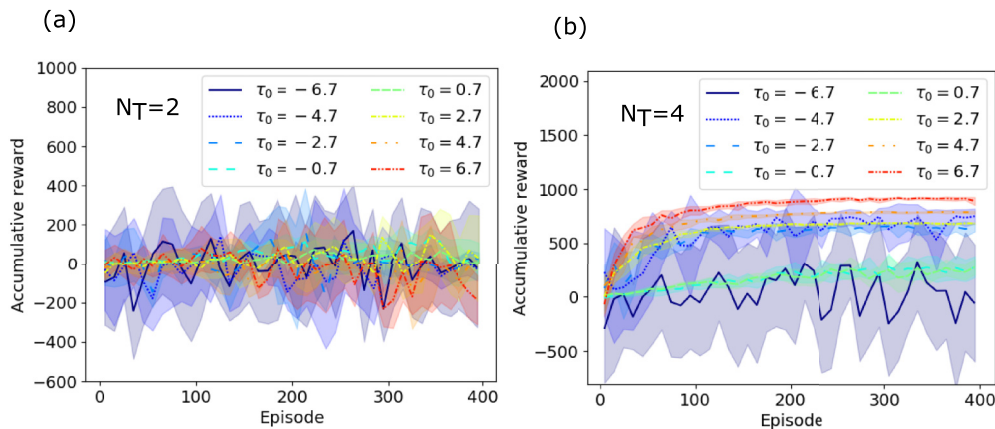 (a)
1000
800
600
400
200
0
−200
−400
−600
Accumulative reward
N_T=2
τ₀ = − 6.7
τ₀ = − 4.7
τ₀ = − 2.7
τ₀ = − 0.7
τ₀ = 0.7
τ₀ = 2.7
τ₀ = 4.7
τ₀ = 6.7
0 100 200 300 400
Episode
(b)
2000
1500
1000
500
0
−500
Accumulative reward
N_T=4
τ₀ = − 6.7
τ₀ = − 4.7
τ₀ = − 2.7
τ₀ = − 0.7
τ₀ = 0.7
τ₀ = 2.7
τ₀ = 4.7
τ₀ = 6.7
0 100 200 300 400
Episode